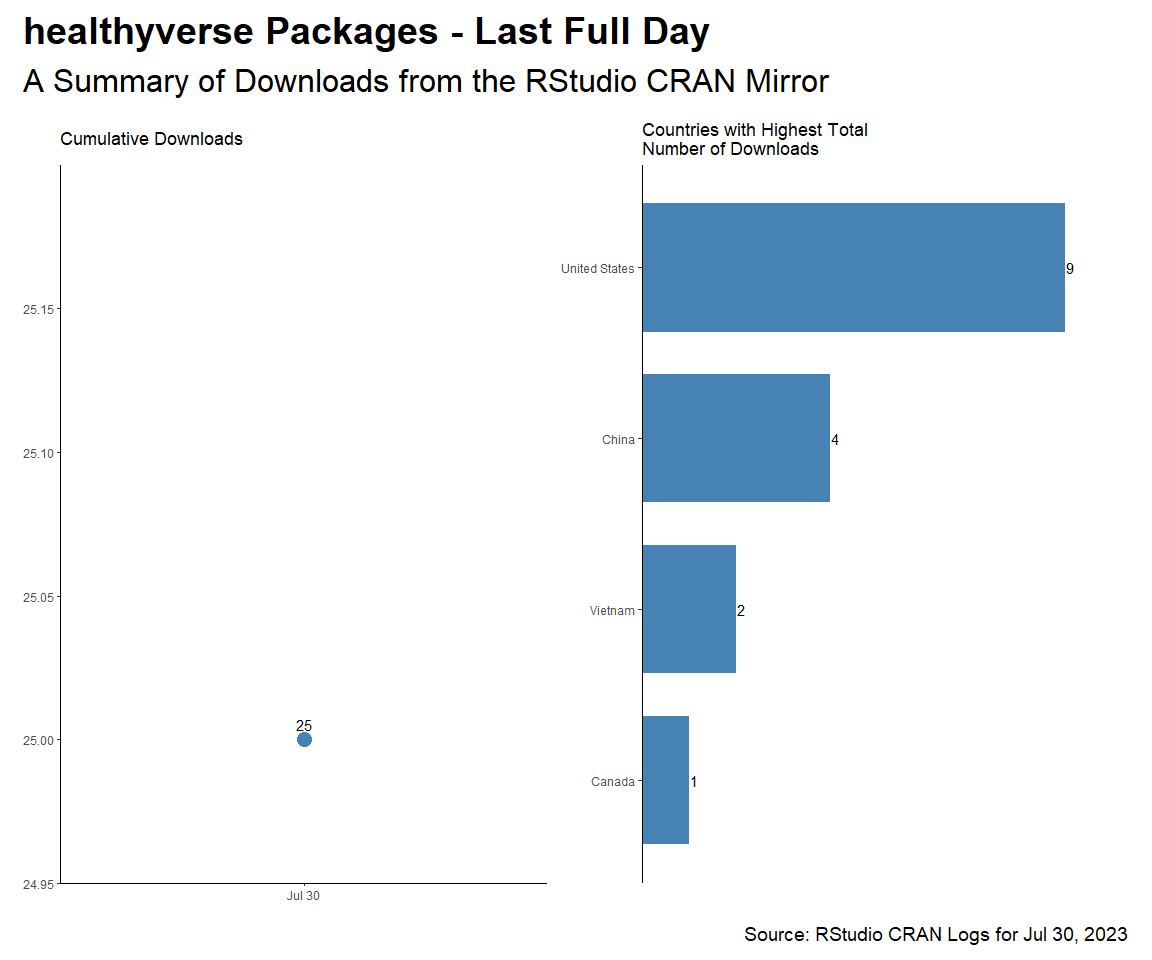 healthyverse Packages - Last Full Day
A Summary of Downloads from the RStudio CRAN Mirror
Cumulative Downloads
25.15
25.10
25.05
25.00
24.95
25
Jul 30
Countries with Highest Total
Number of Downloads
United States
9
China
4
Vietnam
2
Canada
1
Source: RStudio CRAN Logs for Jul 30, 2023